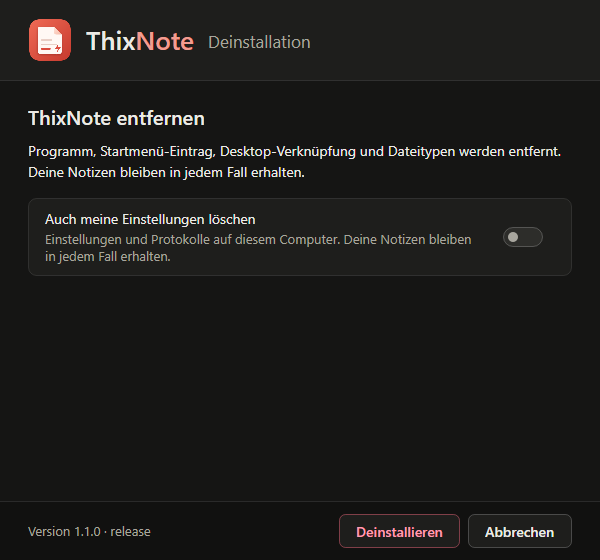 ThixNote Deinstallation
ThixNote entfernen
Programm, Startmenü-Eintrag, Desktop-Verknüpfung und Dateitypen werden entfernt.
Deine Notizen bleiben in jedem Fall erhalten.
Auch meine Einstellungen löschen
Einstellungen und Protokolle auf diesem Computer. Deine Notizen bleiben
in jedem Fall erhalten.
Version 1.1.0 · release
Deinstallieren
Abbrechen